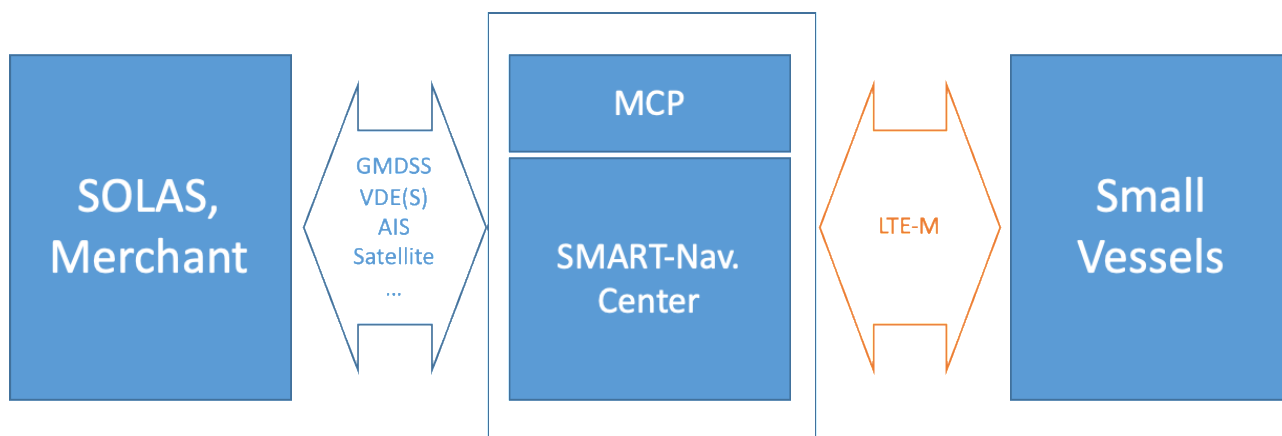 SOLAS,
Merchant
GMDSS
VDE(S)
AIS
Satellite
...
MCP
SMART-Nav.
Center
LTE-M
Small
Vessels